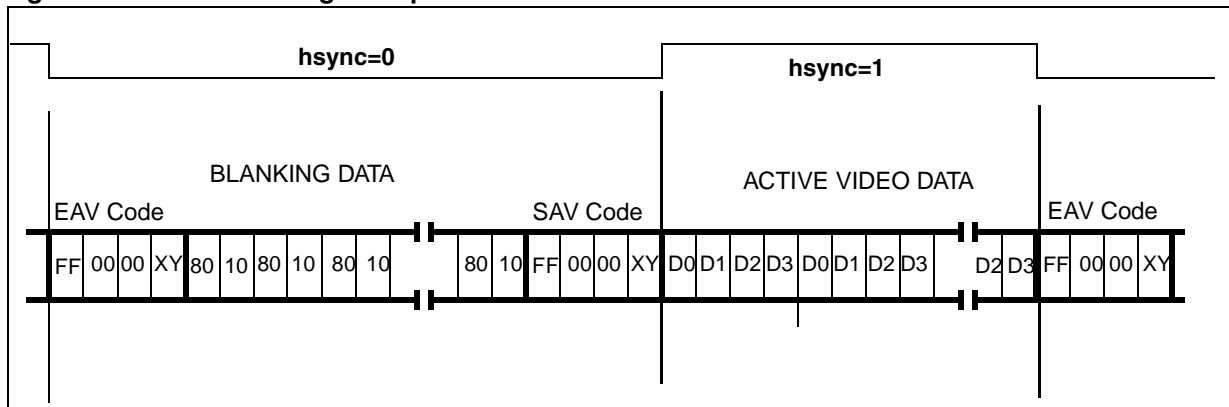 hsync=0
hsync=1
BLANKING DATA
ACTIVE VIDEO DATA
EAV Code
SAV Code
EAV Code
FF 00 00 XY 80 10 80 10 80 10 80 10 FF 00 00 XY D0 D1 D2 D3 D0 D1 D2 D3 D2 D3 FF 00 00 XY